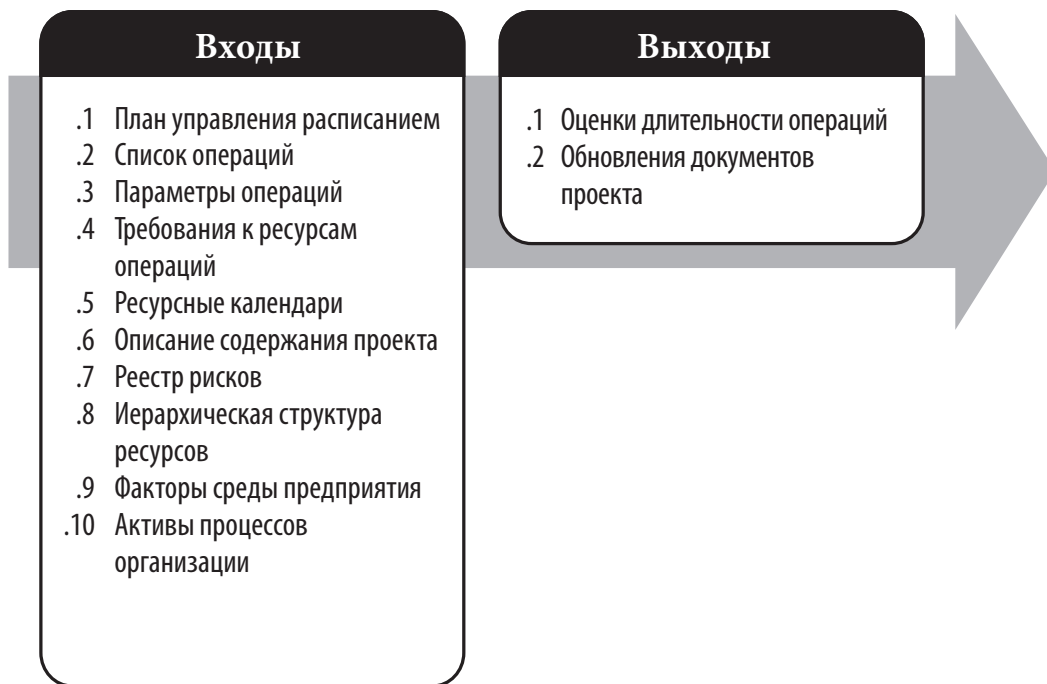 Входы
.1 План управления расписанием
.2 Список операций
.3 Параметры операций
.4 Требования к ресурсам
операций
.5 Ресурсные календари
.6 Описание содержания проекта
.7 Реестр рисков
.8 Иерархическая структура
ресурсов
.9 Факторы среды предприятия
.10 Активы процессов
организации
Выходы
.1 Оценки длительности операций
.2 Обновления документов
проекта